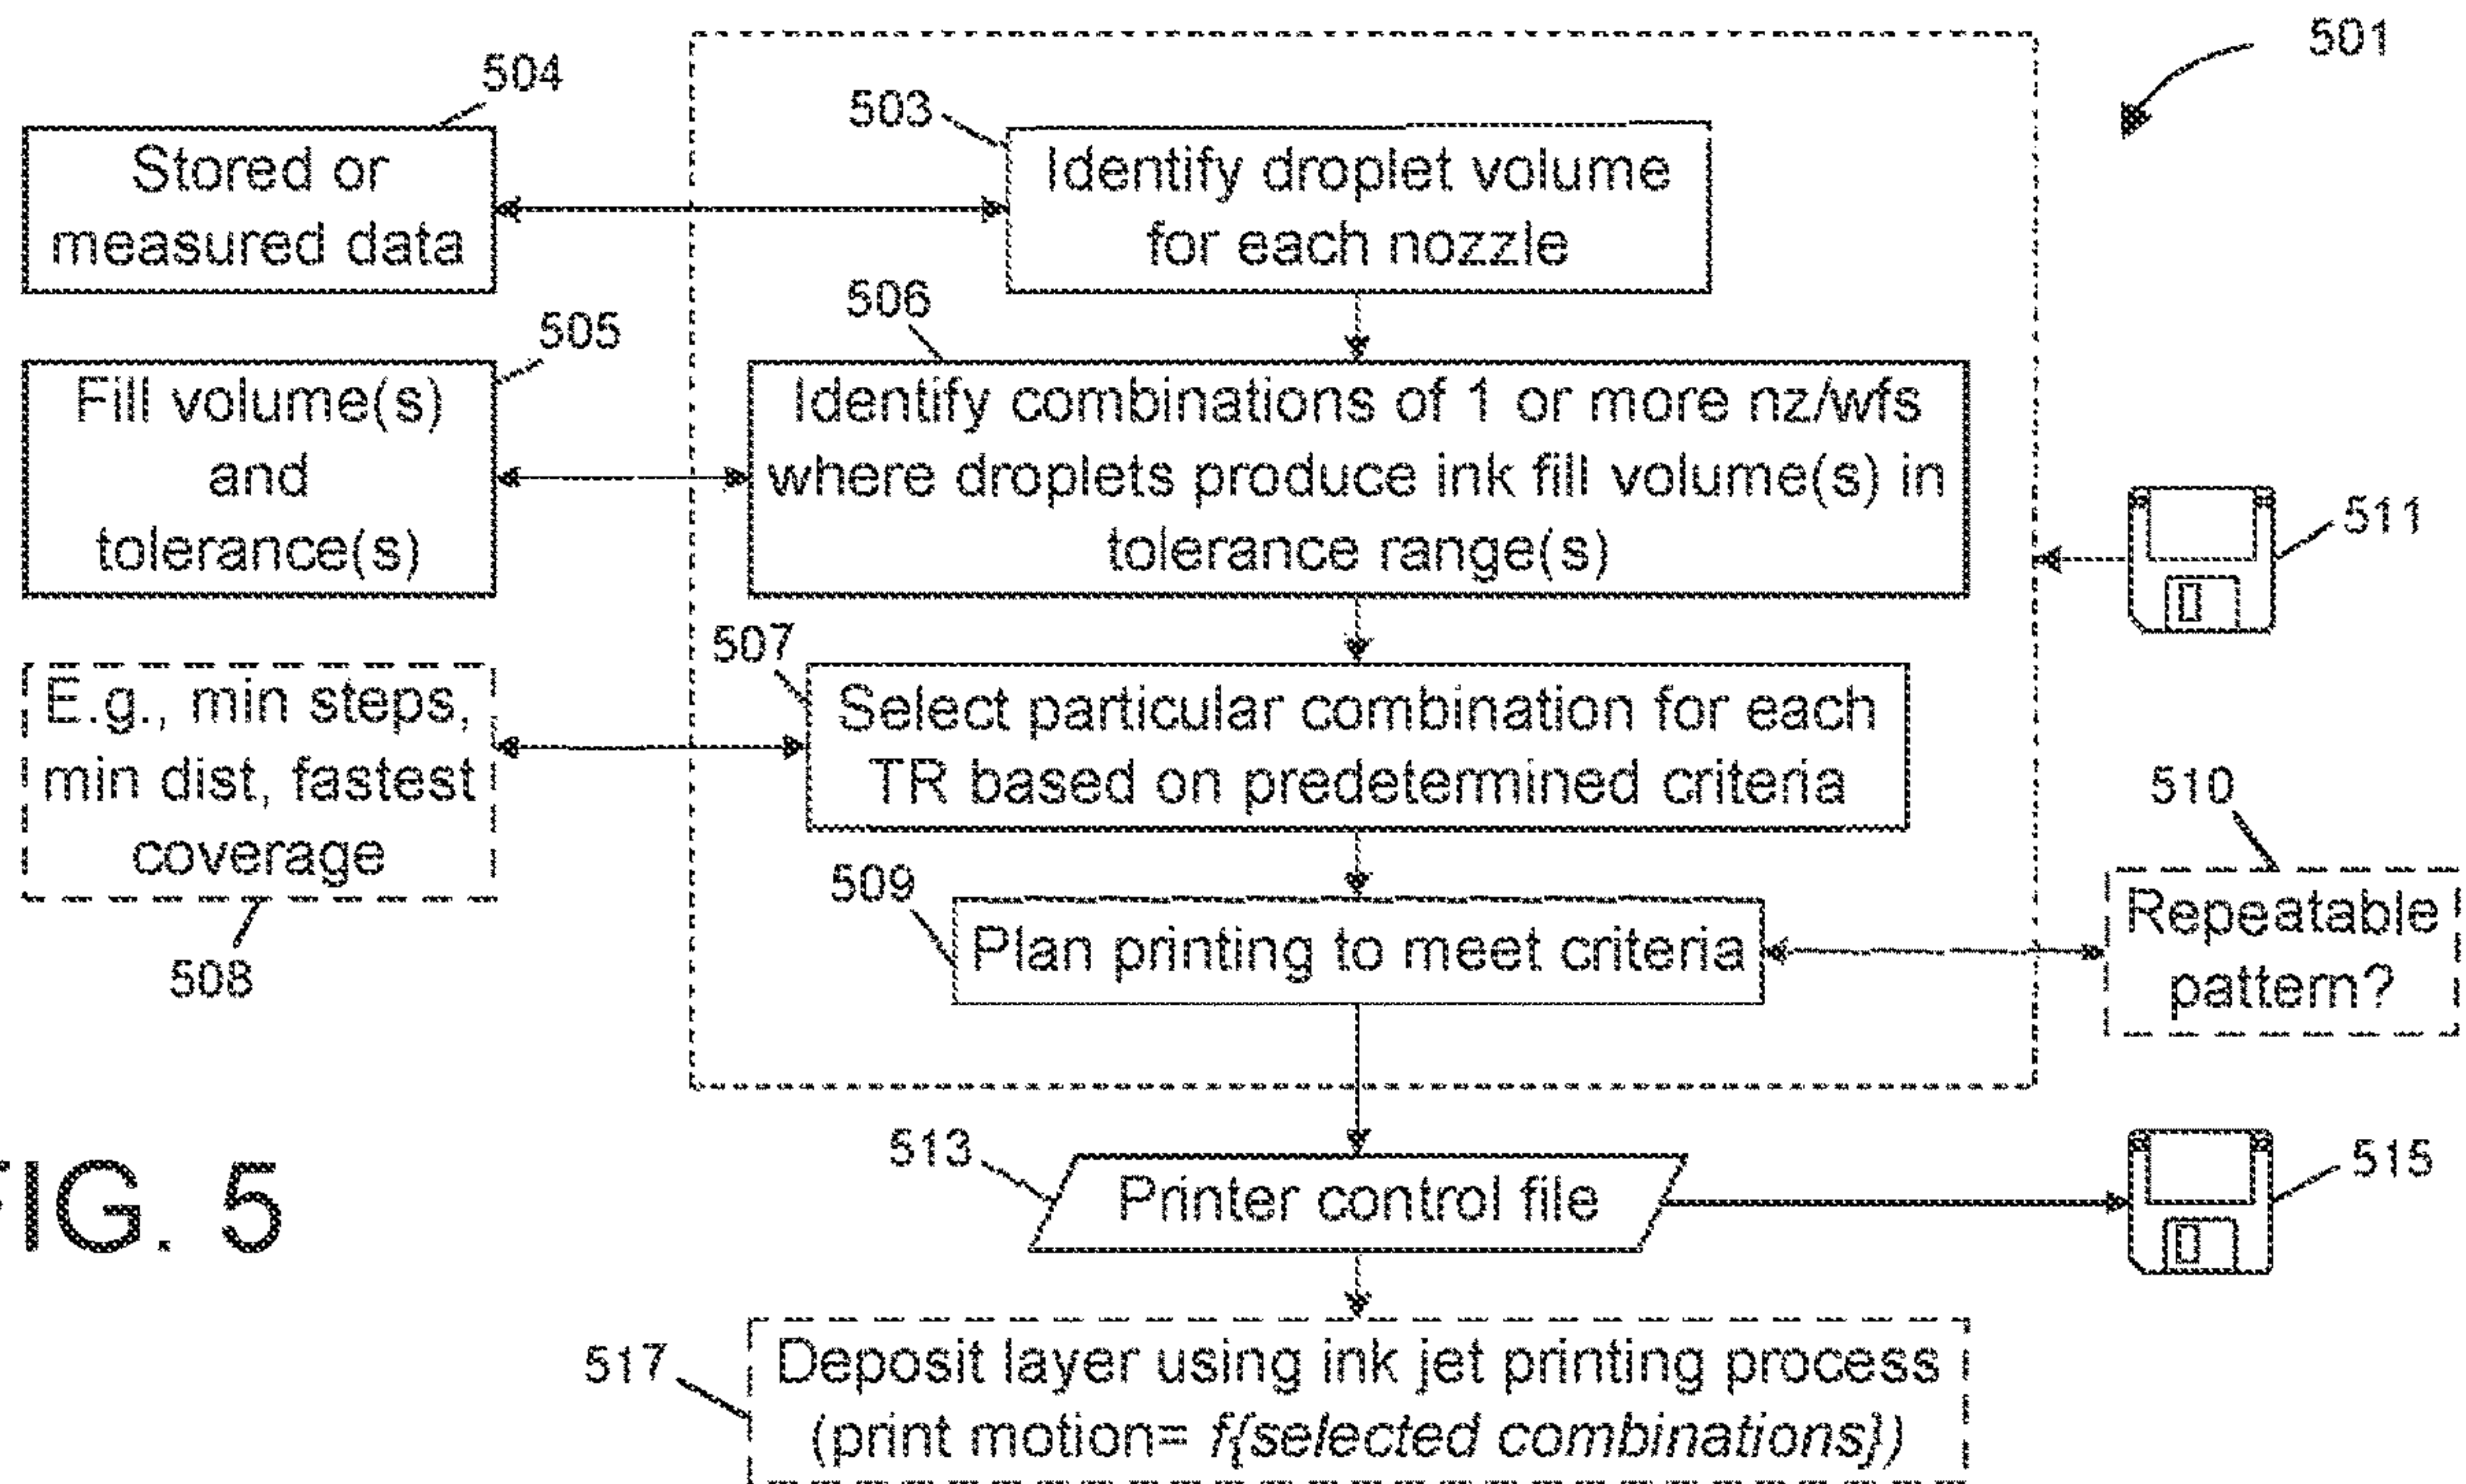 501
504
Stored or
measured data
503
Identify droplet volume
for each nozzle
505
Fill volume(s)
and
tolerance(s)
506
Identify combinations of 1 or more nz/wfs
where droplets produce ink fill volume(s) in
tolerance range(s)
511
507
Select particular combination for each
TR based on predetermined criteria
E.g., min steps,
min dist, fastest
coverage
508
509
Plan printing to meet criteria
510
Repeatable
pattern?
513
Printer control file
515
FIG. 5
517
Deposit layer using ink jet printing process
(print motion= f{selected combinations})